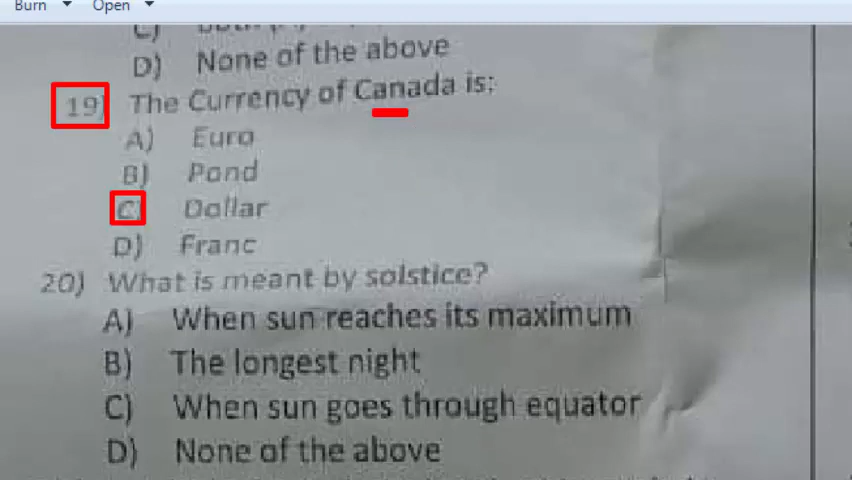 Burn Open
D) None of the above
19) The Currency of Canada is:
A) Euro
B) Pond
C) Dollar
D) Franc
20) What is meant by solstice?
A) When sun reaches its maximum
B) The longest night
C) When sun goes through equator
D) None of the above